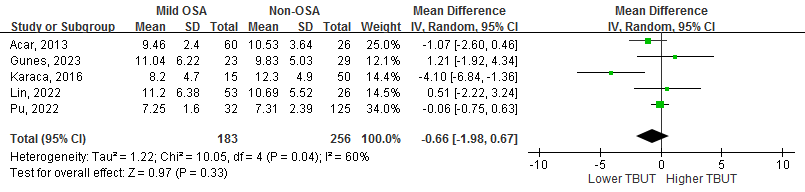 Mild OSA Non-OSA Mean Difference Mean Difference
Study or Subgroup Mean SD Total Mean SD Total Weight IV, Random, 95% CI IV, Random, 95% CI
Acar, 2013 9.46 2.4 60 10.53 3.64 26 25.0% -1.07 [-2.60, 0.46]
Gunes, 2023 11.04 6.22 23 9.83 5.03 29 12.0% 1.21 [-1.92, 4.34]
Karaca, 2016 8.2 4.7 15 12.3 4.9 50 14.0% -4.10 [-6.84, -1.36]
Lin, 2022 11.2 6.38 53 10.69 5.52 26 14.6% 0.51 [-2.22, 3.24]
Pu, 2022 7.25 1.6 32 7.31 2.39 125 34.4% -0.06 [-0.75, 0.63]
Total (95% CI) 183 256 100.0% -0.66 [-1.98, 0.67]
Heterogeneity: Tau² = 1.22; Chi² = 10.05, df = 4 (P = 0.04); I² = 60%
Test for overall effect: Z = 0.97 (P = 0.33)
-10 -5 0 5 10
Lower TBUT Higher TBUT